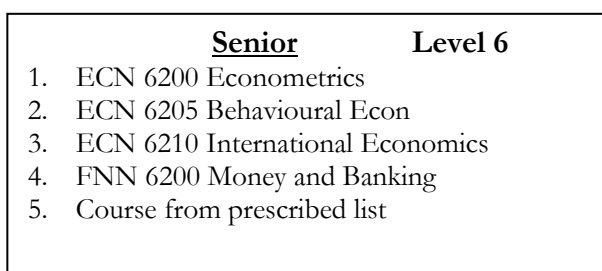 Senior Level 6
1. ECN 6200 Econometrics
2. ECN 6205 Behavioural Econ
3. ECN 6210 International Economics
4. FNN 6200 Money and Banking
5. Course from prescribed list